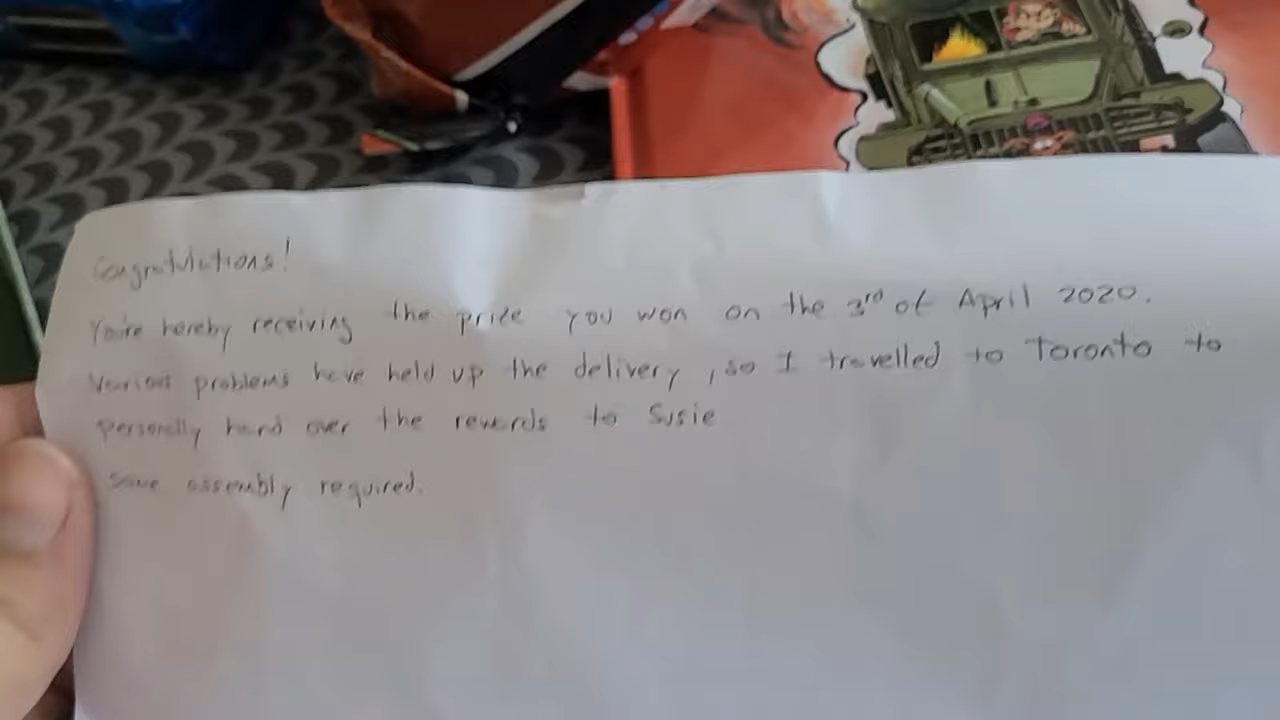 Congratulations!
You're hereby receiving the prize you won on the 3rd of April 2020.
Various problems have held up the delivery, so I travelled to Toronto to
personally hand over the rewards to Susie
Some assembly required.